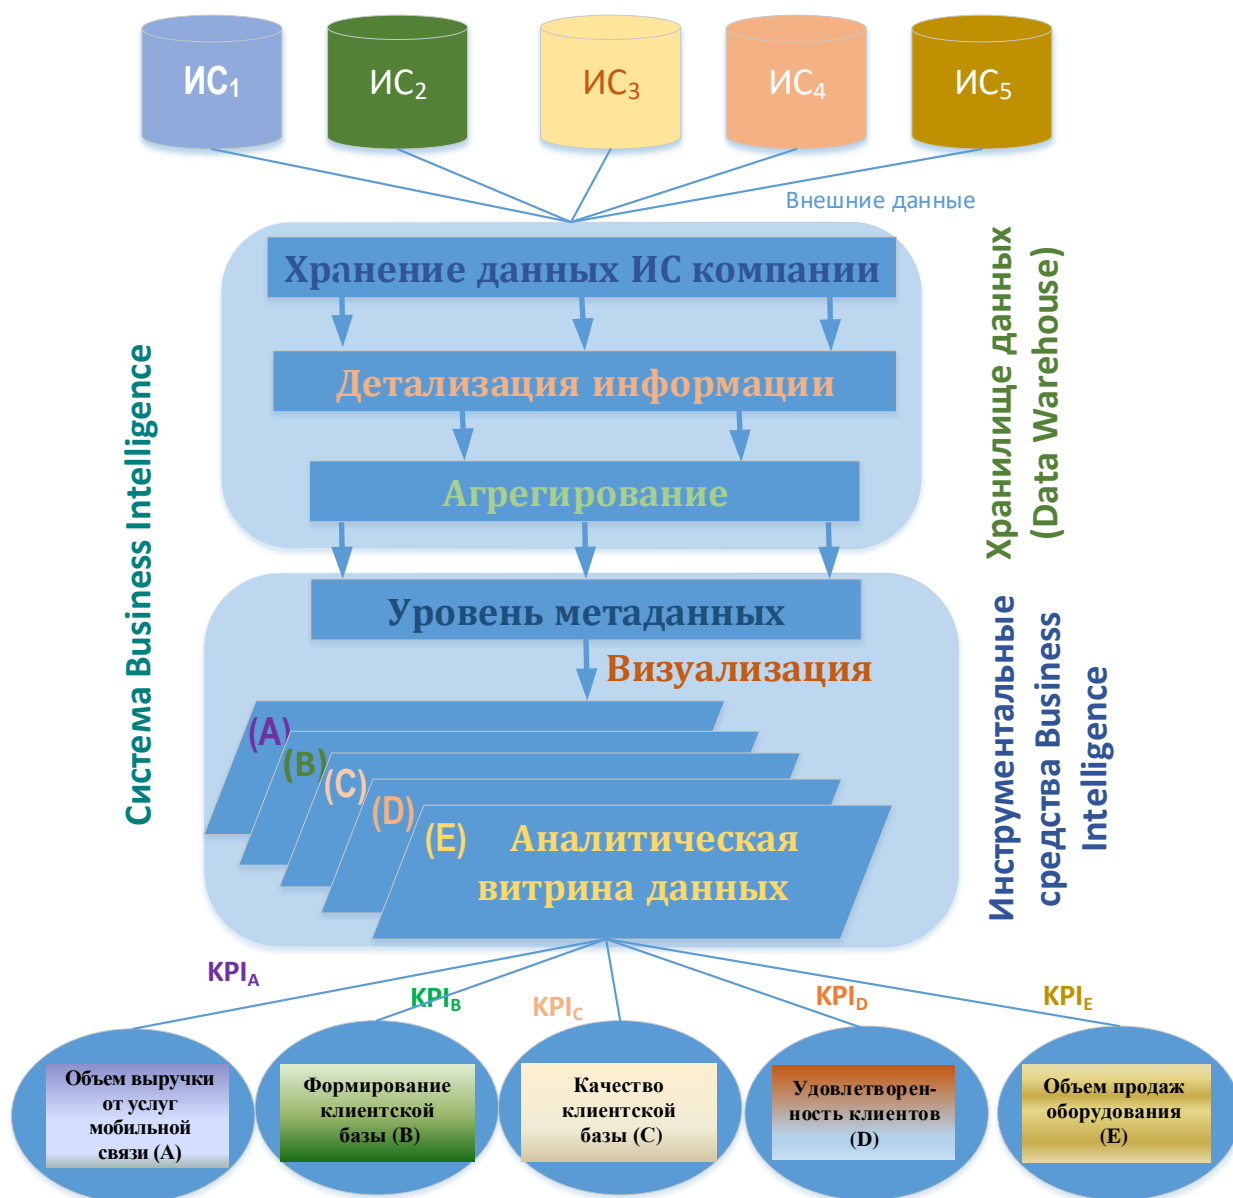 ИС1
ИС2
ИС3
ИС4
ИС5
Внешние данные
Хранение данных ИС компании
Детализация информации
Агрегирование
Хранилище данных
(Data Warehouse)
Система Business Intelligence
Уровень метаданных
Визуализация
(A)
(B)
(C)
(D)
(E) Аналитическая
витрина данных
Инструментальные
средства Business
Intelligence
KPIA
KPIB
KPIC
KPID
KPIE
Объем выручки
от услуг
мобильной
связи (A)
Формирование
клиентской
базы (B)
Качество
клиентской
базы (C)
Удовлетворен-
ность клиентов
(D)
Объем продаж
оборудования
(E)